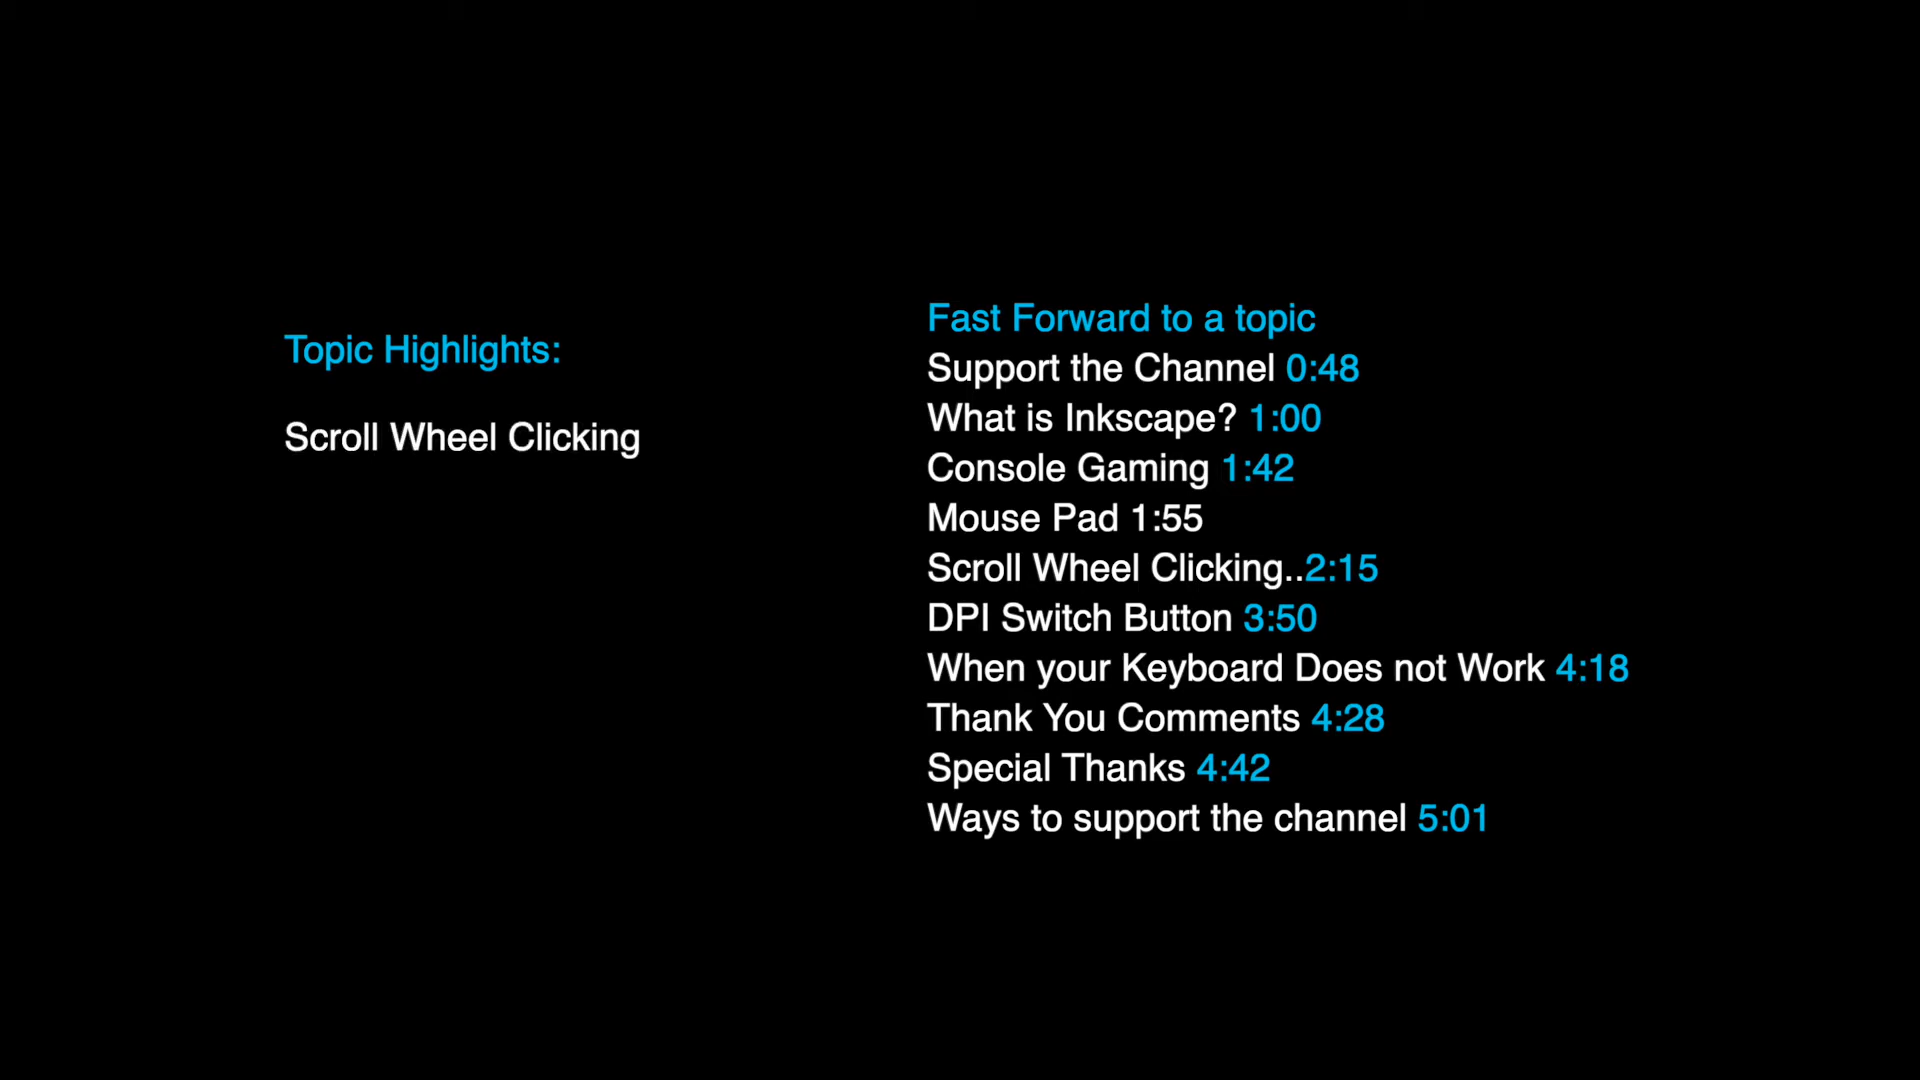 Topic Highlights:
Scroll Wheel Clicking
Fast Forward to a topic
Support the Channel 0:48
What is Inkscape? 1:00
Console Gaming 1:42
Mouse Pad 1:55
Scroll Wheel Clicking..2:15
DPI Switch Button 3:50
When your Keyboard Does not Work 4:18
Thank You Comments 4:28
Special Thanks 4:42
Ways to support the channel 5:01